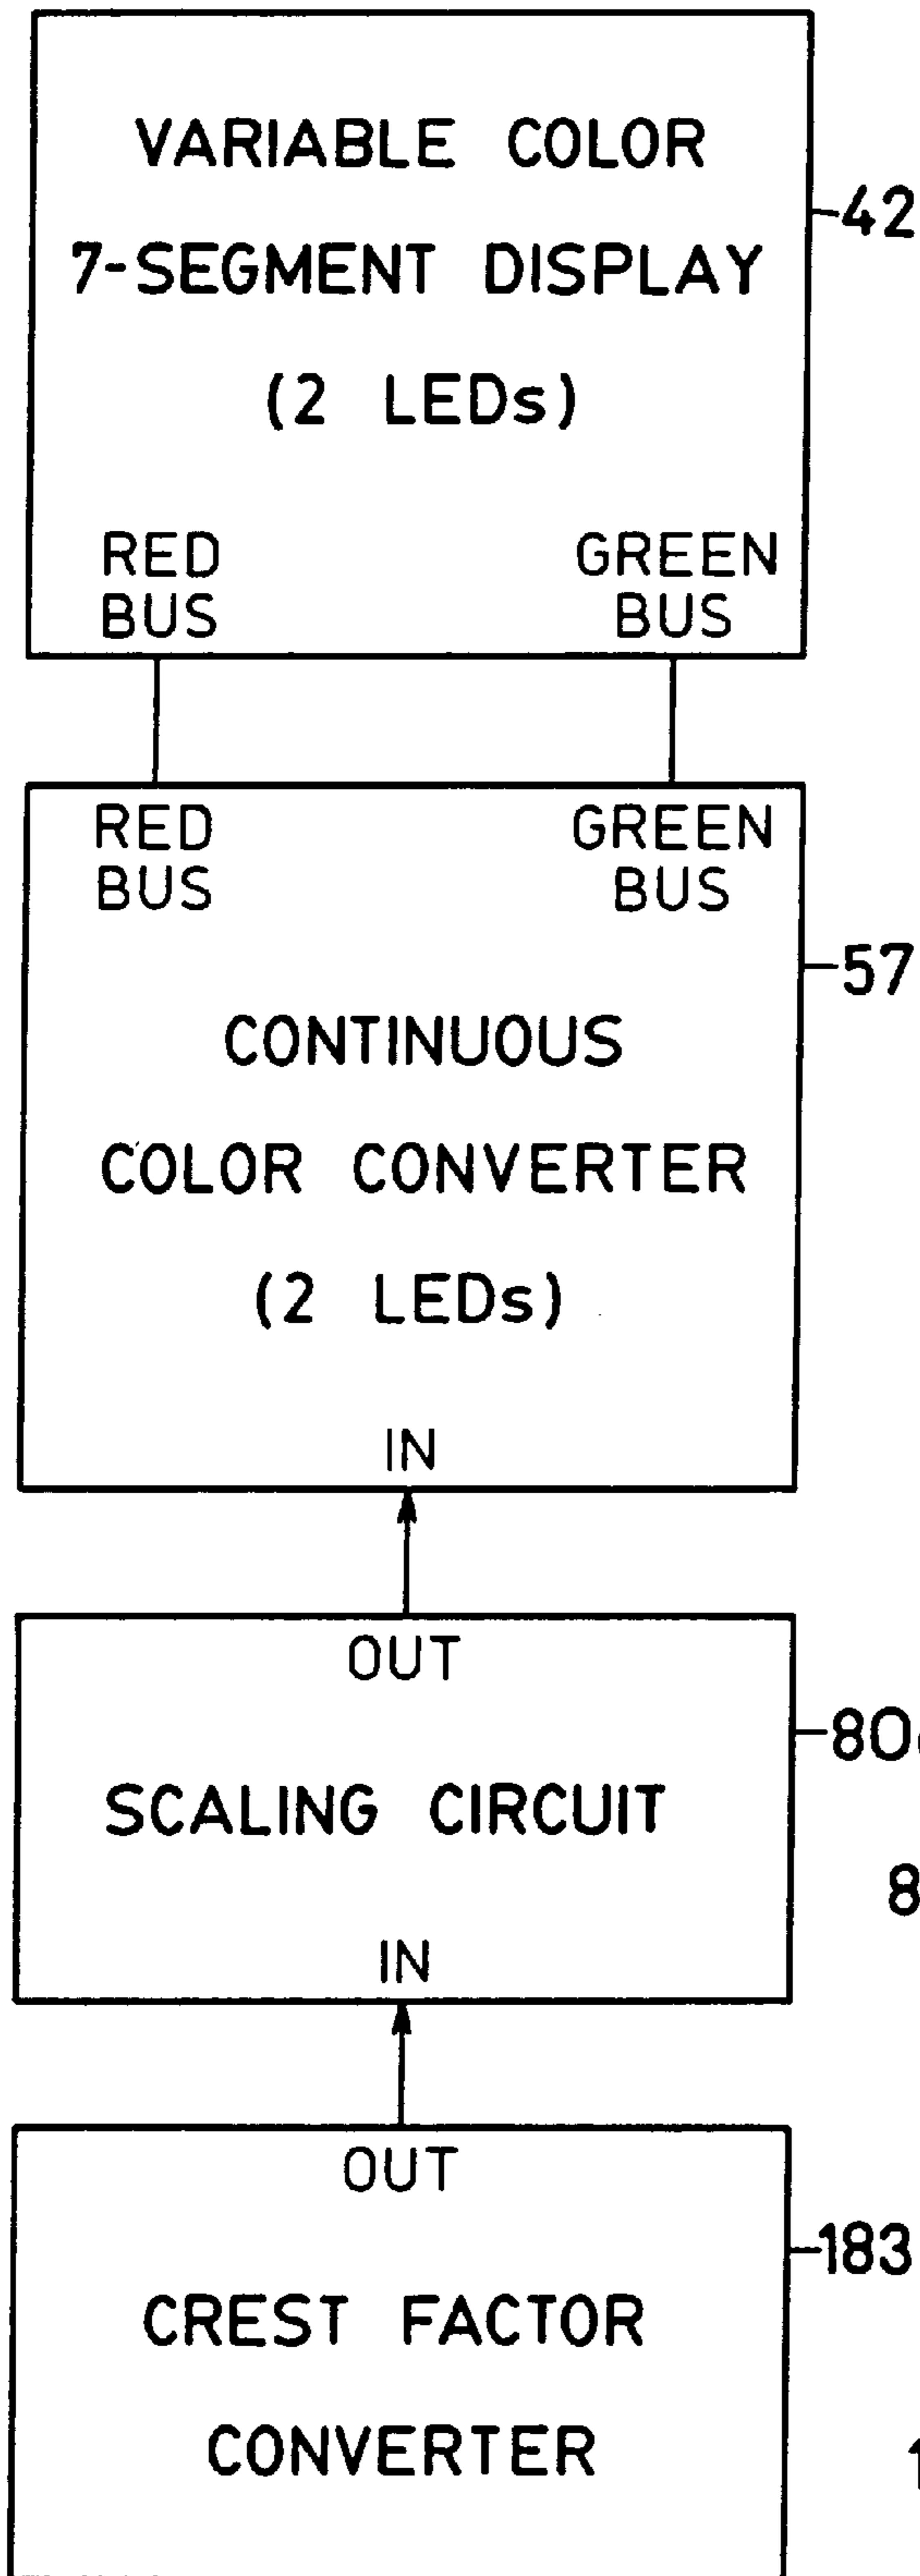 VARIABLE COLOR
7-SEGMENT DISPLAY
(2 LEDs)
42
RED
BUS
GREEN
BUS
RED
BUS
GREEN
BUS
57
CONTINUOUS
COLOR CONVERTER
(2 LEDs)
IN
OUT
SCALING CIRCUIT
IN
OUT
183
CREST FACTOR
CONVERTER